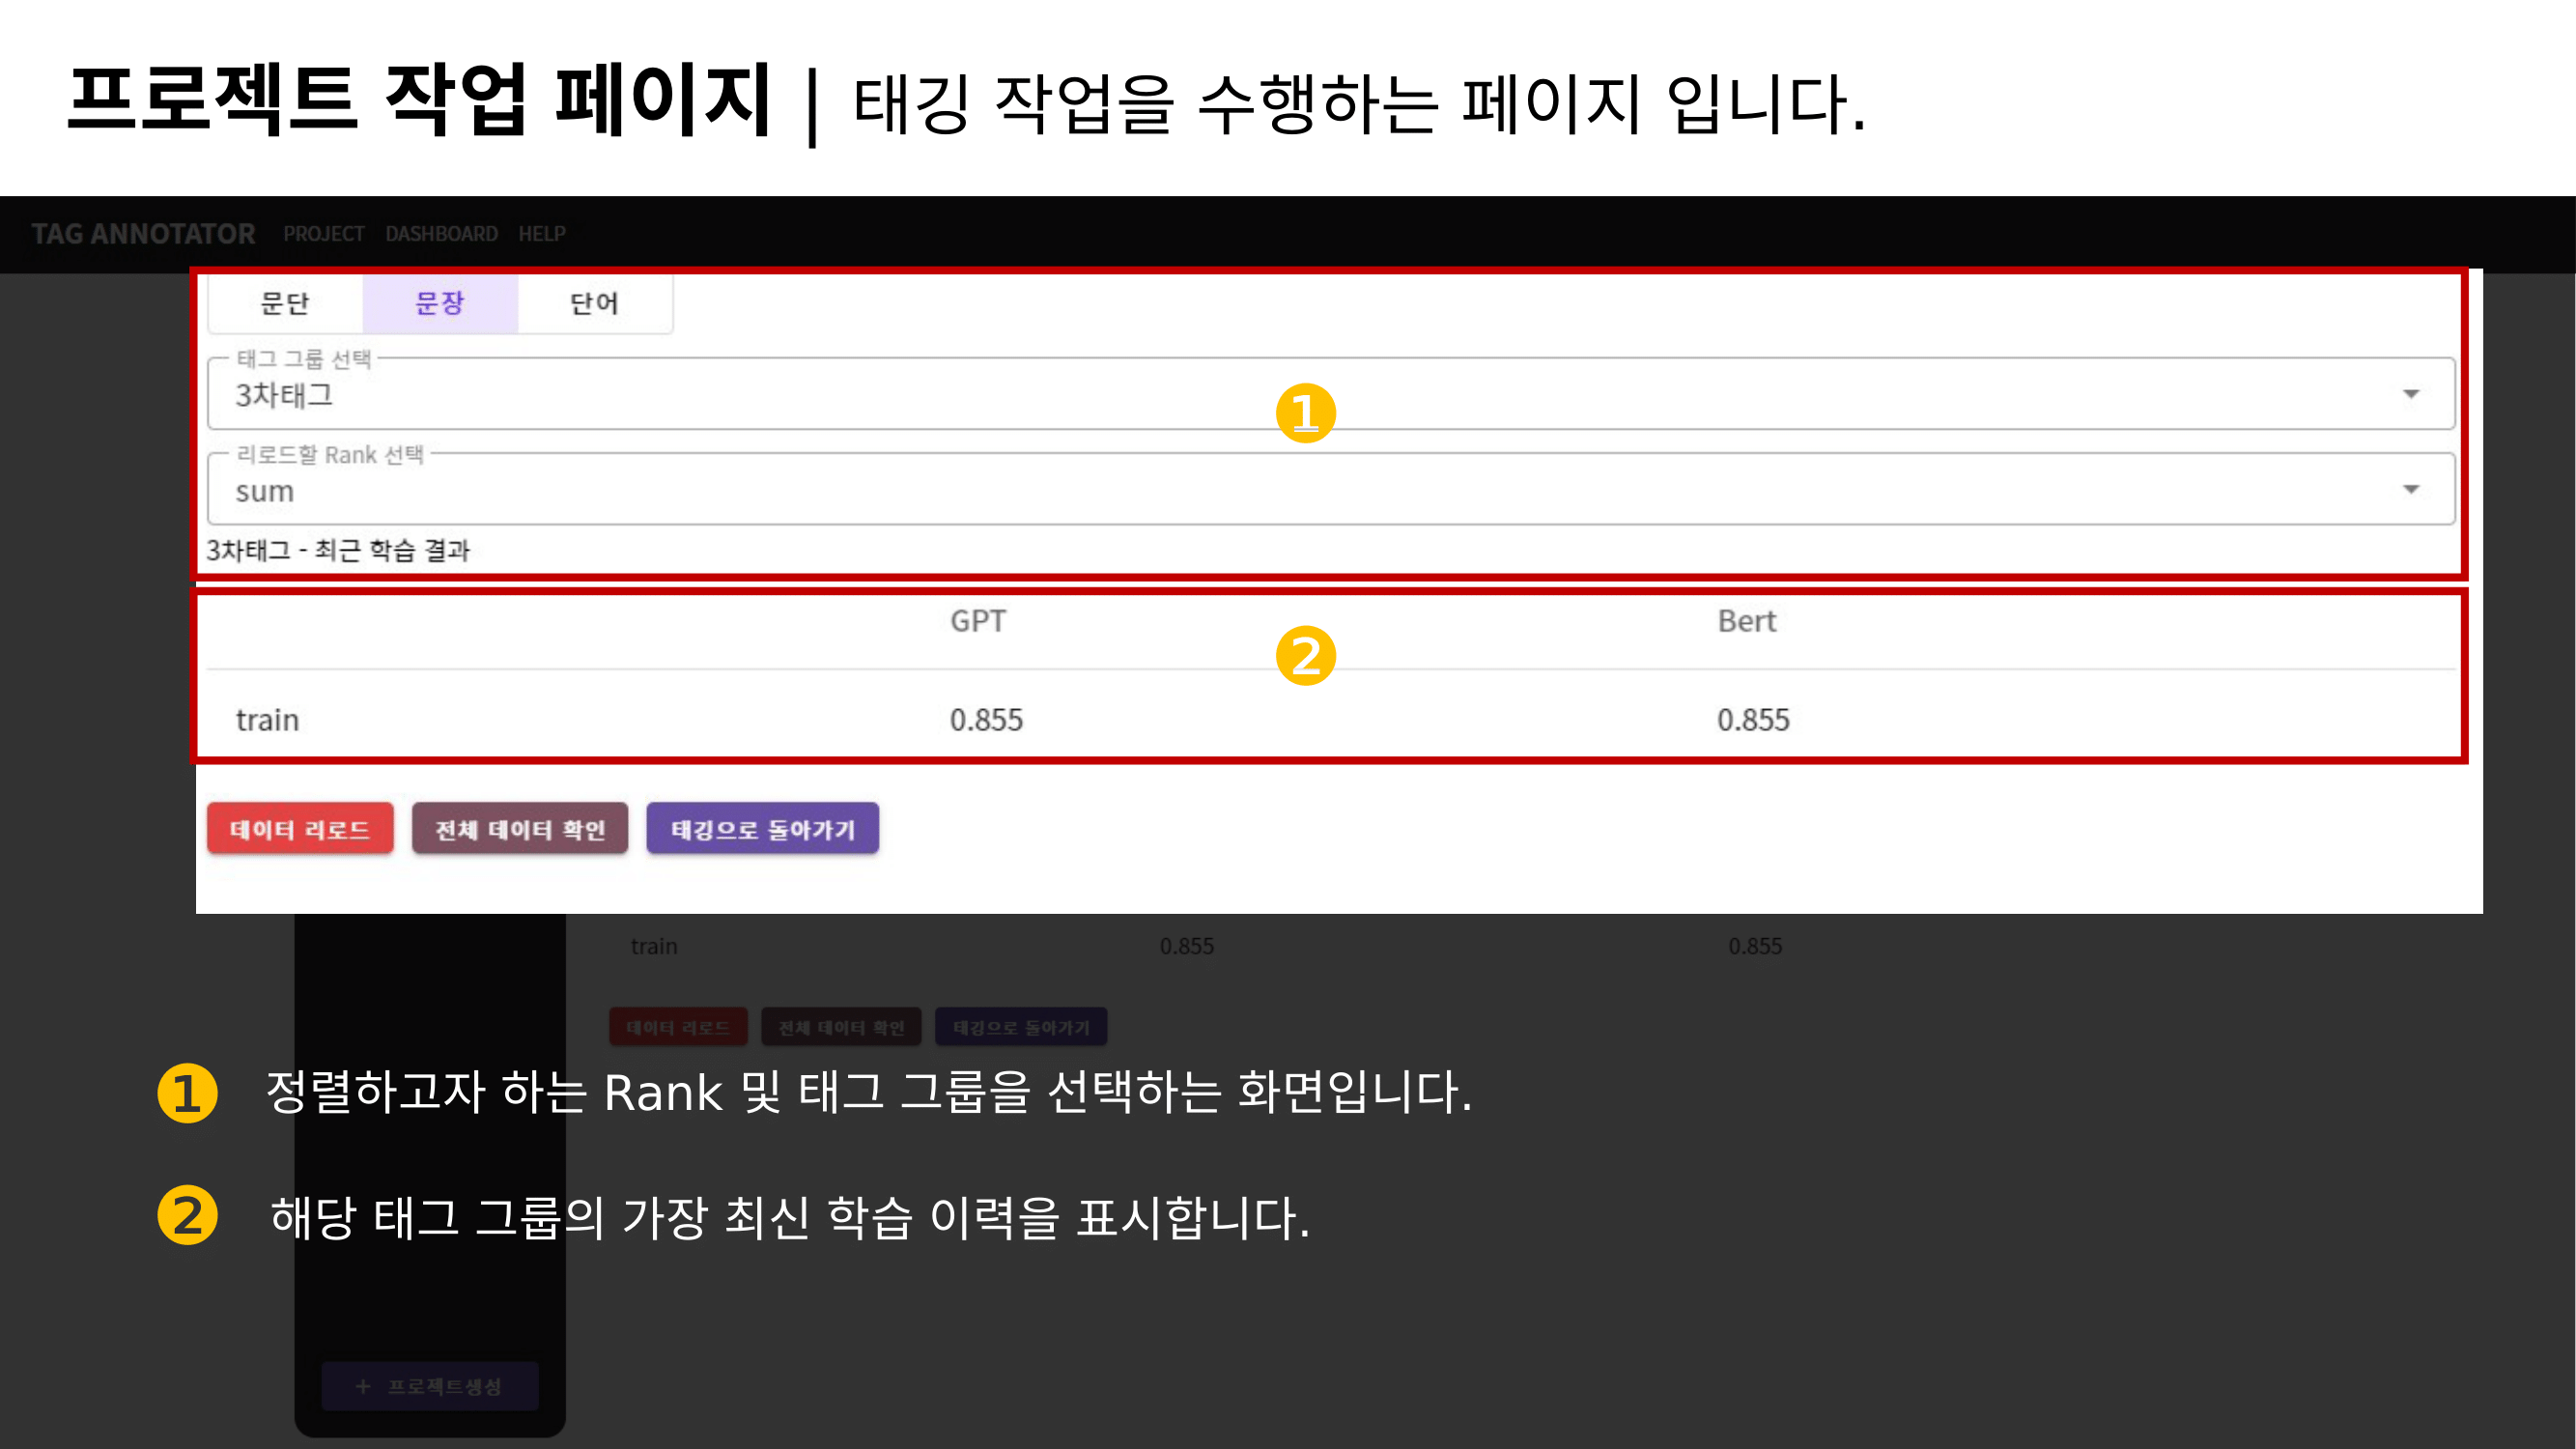 프로젝트 작업 페이지 | 태깅 작업을 수행하는 페이지 입니다.
TAG ANNOTATOR PROJECT DASHBOARD HELP
문단 문장 단어
태그 그룹 선택
3차태그
❶
리로드할 Rank 선택
sum
3차태그 - 최근 학습 결과
GPT Bert
❷
train 0.855 0.855
데이터 리로드 전체 데이터 확인 태깅으로 돌아가기
train 0.855 0.855
데이터 리로드 전체 데이터 확인 태깅으로 돌아가기
❶ 정렬하고자 하는 Rank 및 태그 그룹을 선택하는 화면입니다.
❷ 해당 태그 그룹의 가장 최신 학습 이력을 표시합니다.
+ 프로젝트생성